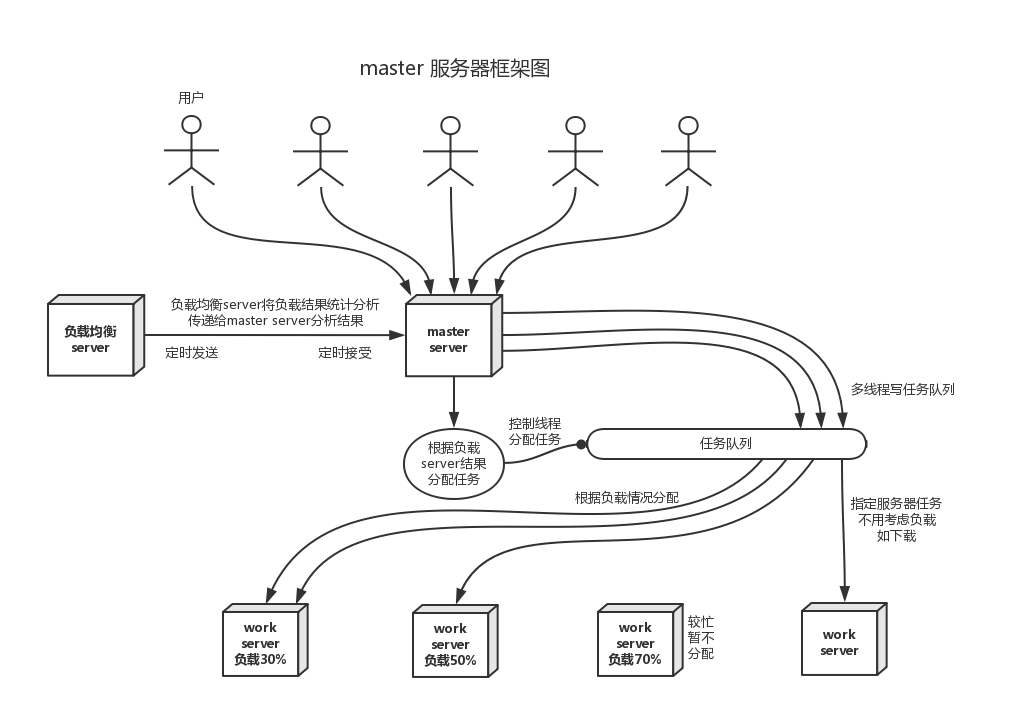 master 服务器框架图
用户
负载均衡server将负载结果统计分析
传递给master server分析结果
负载均衡
server
定时发送
定时接受
master
server
多线程写任务队列
控制线程
分配任务
任务队列
根据负载
server结果
分配任务
根据负载情况分配
指定服务器任务
不用考虑负载
如下载
work
server
负载30%
work
server
负载50%
work
server
负载70%
较忙
暂不
分配
work
server